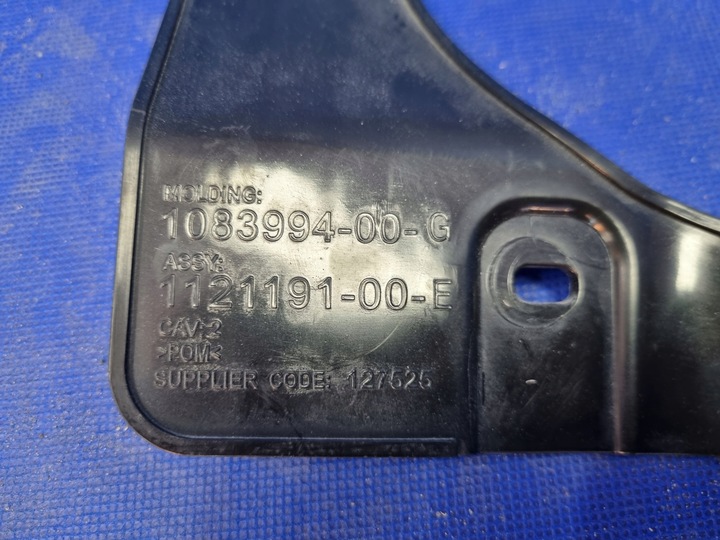 MOLDING:
1083994-00-G
ASSY:
1121191-00-E
CAV:2
>POM<
SUPPLIER CODE: 127525